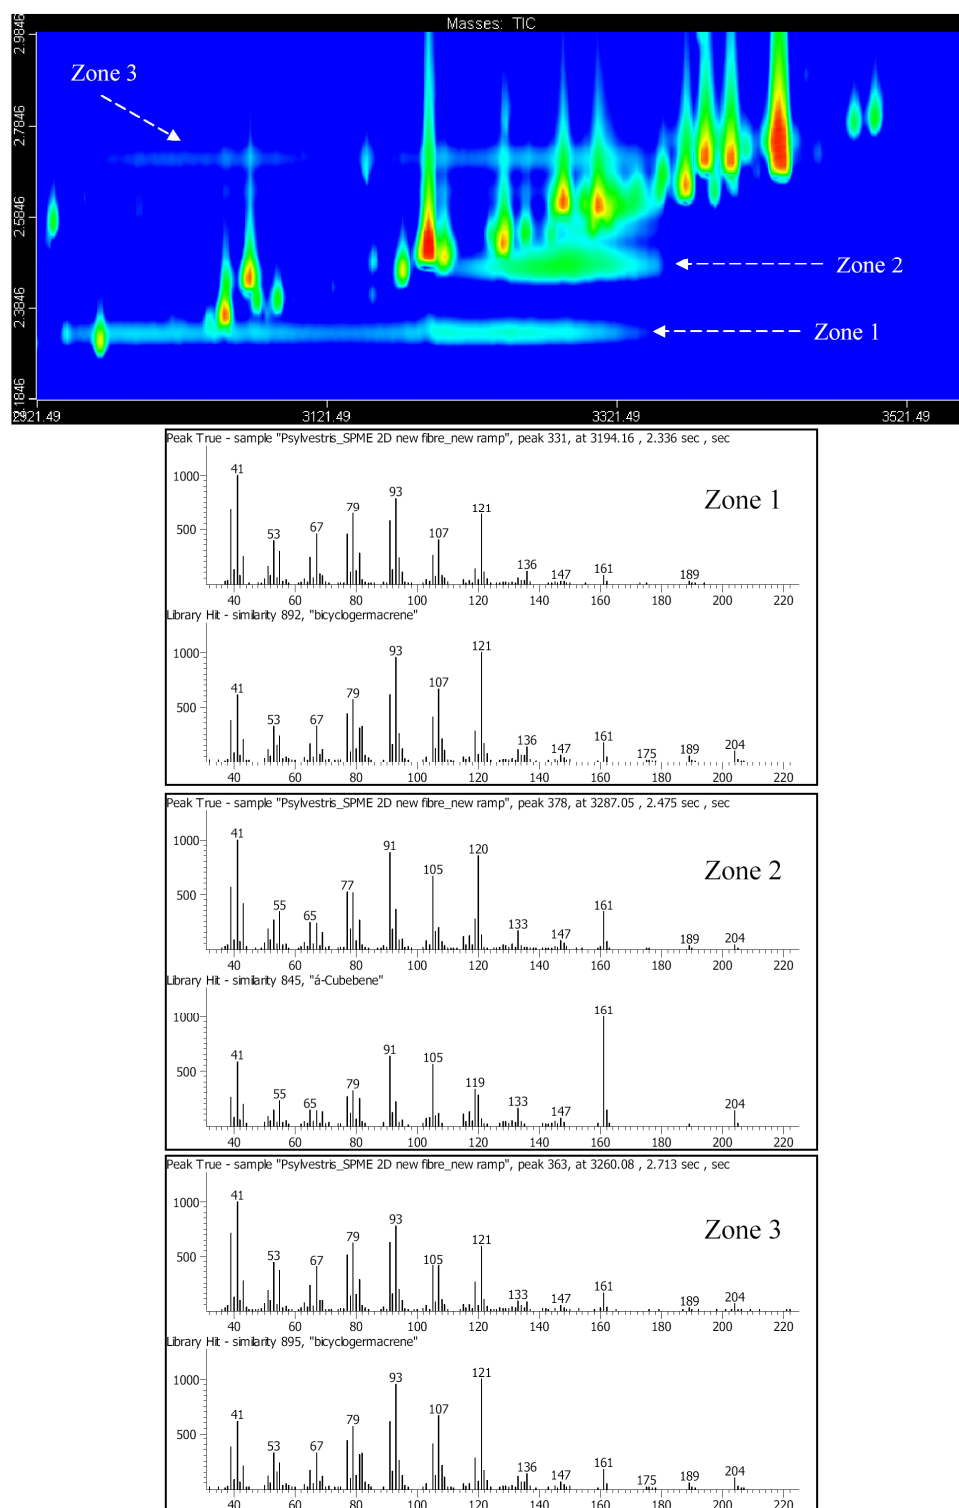 Masses: TIC
2.9846
2.7846
2.5846
2.3846
2.1846
Zone 3
Zone 2
Zone 1
2921.49 3121.49 3321.49 3521.49
Peak True - sample "Psylvestris_SPME 2D new fibre_new ramp", peak 331, at 3194.16 , 2.336 sec , sec
Zone 1
1000
500
41 53 67 79 93 107 121 136 147 161 189
40 60 80 100 120 140 160 180 200 220
Library Hit - similarity 892, "bicyclogermacrene"
1000
500
41 53 67 79 93 107 121 136 147 161 175 189 204
40 60 80 100 120 140 160 180 200 220
Peak True - sample "Psylvestris_SPME 2D new fibre_new ramp", peak 378, at 3287.05 , 2.475 sec , sec
Zone 2
1000
500
41 55 65 77 91 105 120 133 147 161 189 204
40 60 80 100 120 140 160 180 200 220
Library Hit - similarity 845, "á-Cubebene"
1000
500
41 55 65 79 91 105 119 133 147 161 204
40 60 80 100 120 140 160 180 200 220
Peak True - sample "Psylvestris_SPME 2D new fibre_new ramp", peak 363, at 3260.08 , 2.713 sec , sec
Zone 3
1000
500
41 53 67 79 93 105 121 133 147 161 189 204
40 60 80 100 120 140 160 180 200 220
Library Hit - similarity 895, "bicyclogermacrene"
1000
500
41 53 67 79 93 107 121 136 147 161 175 189 204
40 60 80 100 120 140 160 180 200 220